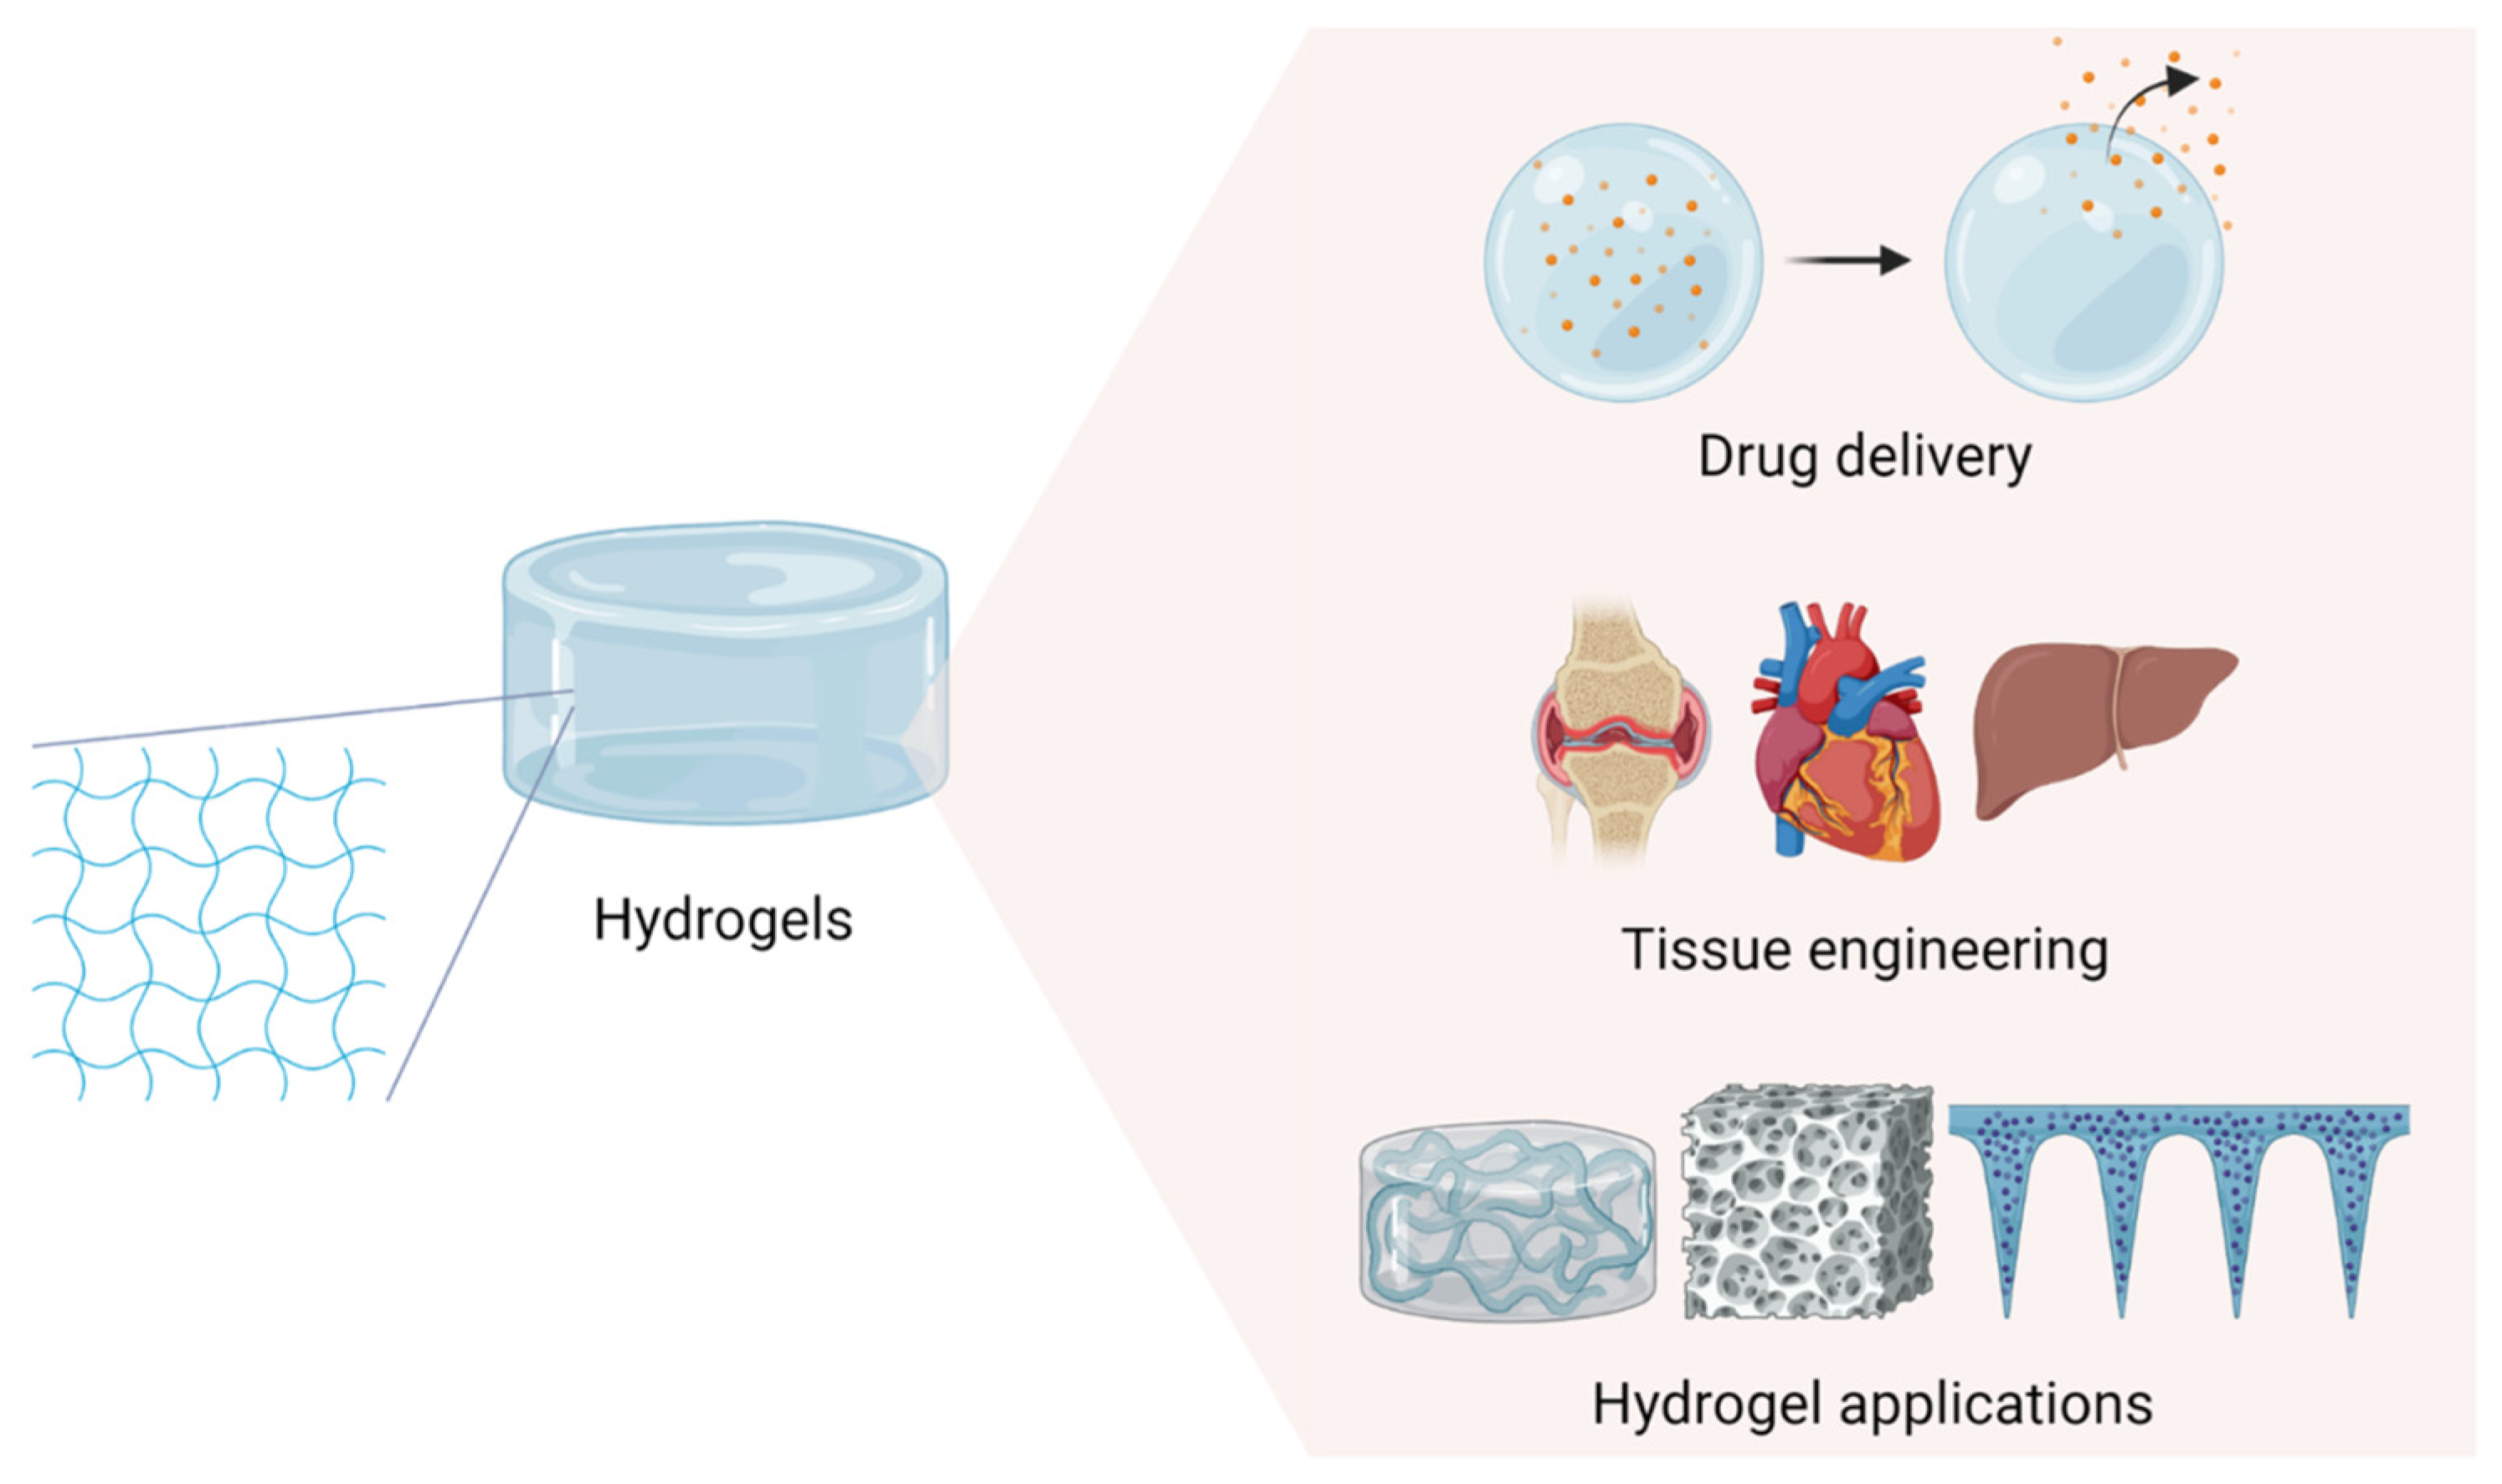 Drug delivery
Hydrogels
Tissue engineering
Hydrogel applications